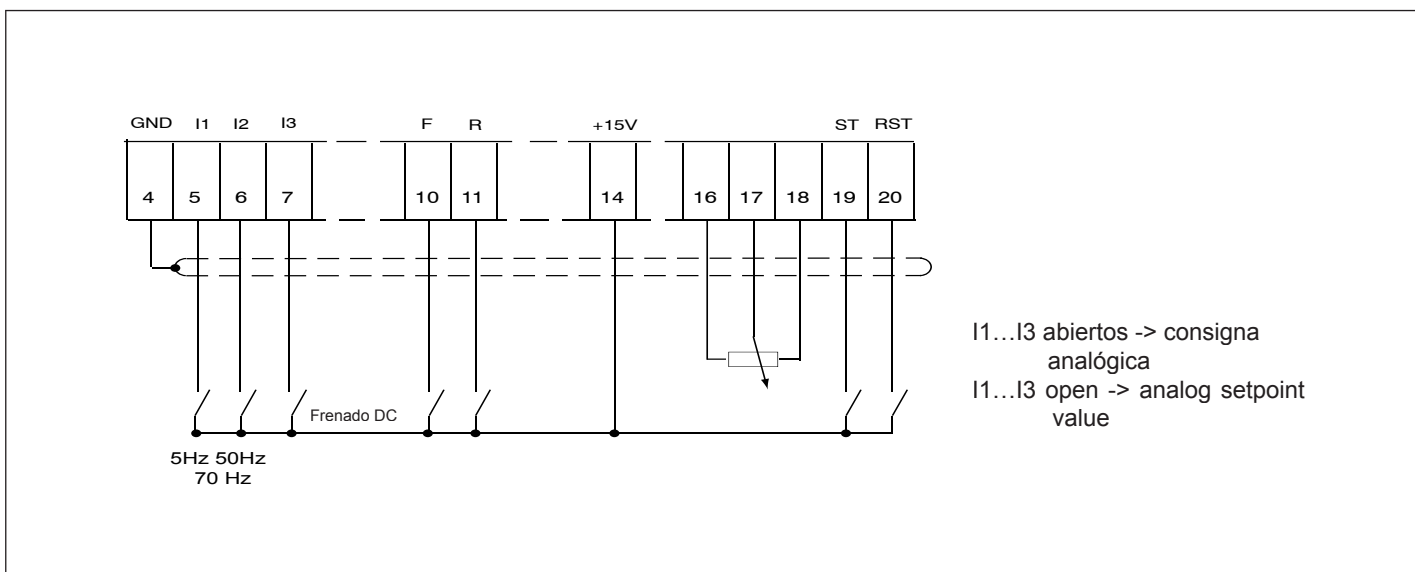 GND I1 I2 I3 F R +15V ST RST
4 5 6 7 10 11 14 16 17 18 19 20
I1…I3 abiertos -> consigna
analógica
I1…I3 open -> analog setpoint
value
Frenado DC
5Hz 50Hz
70 Hz